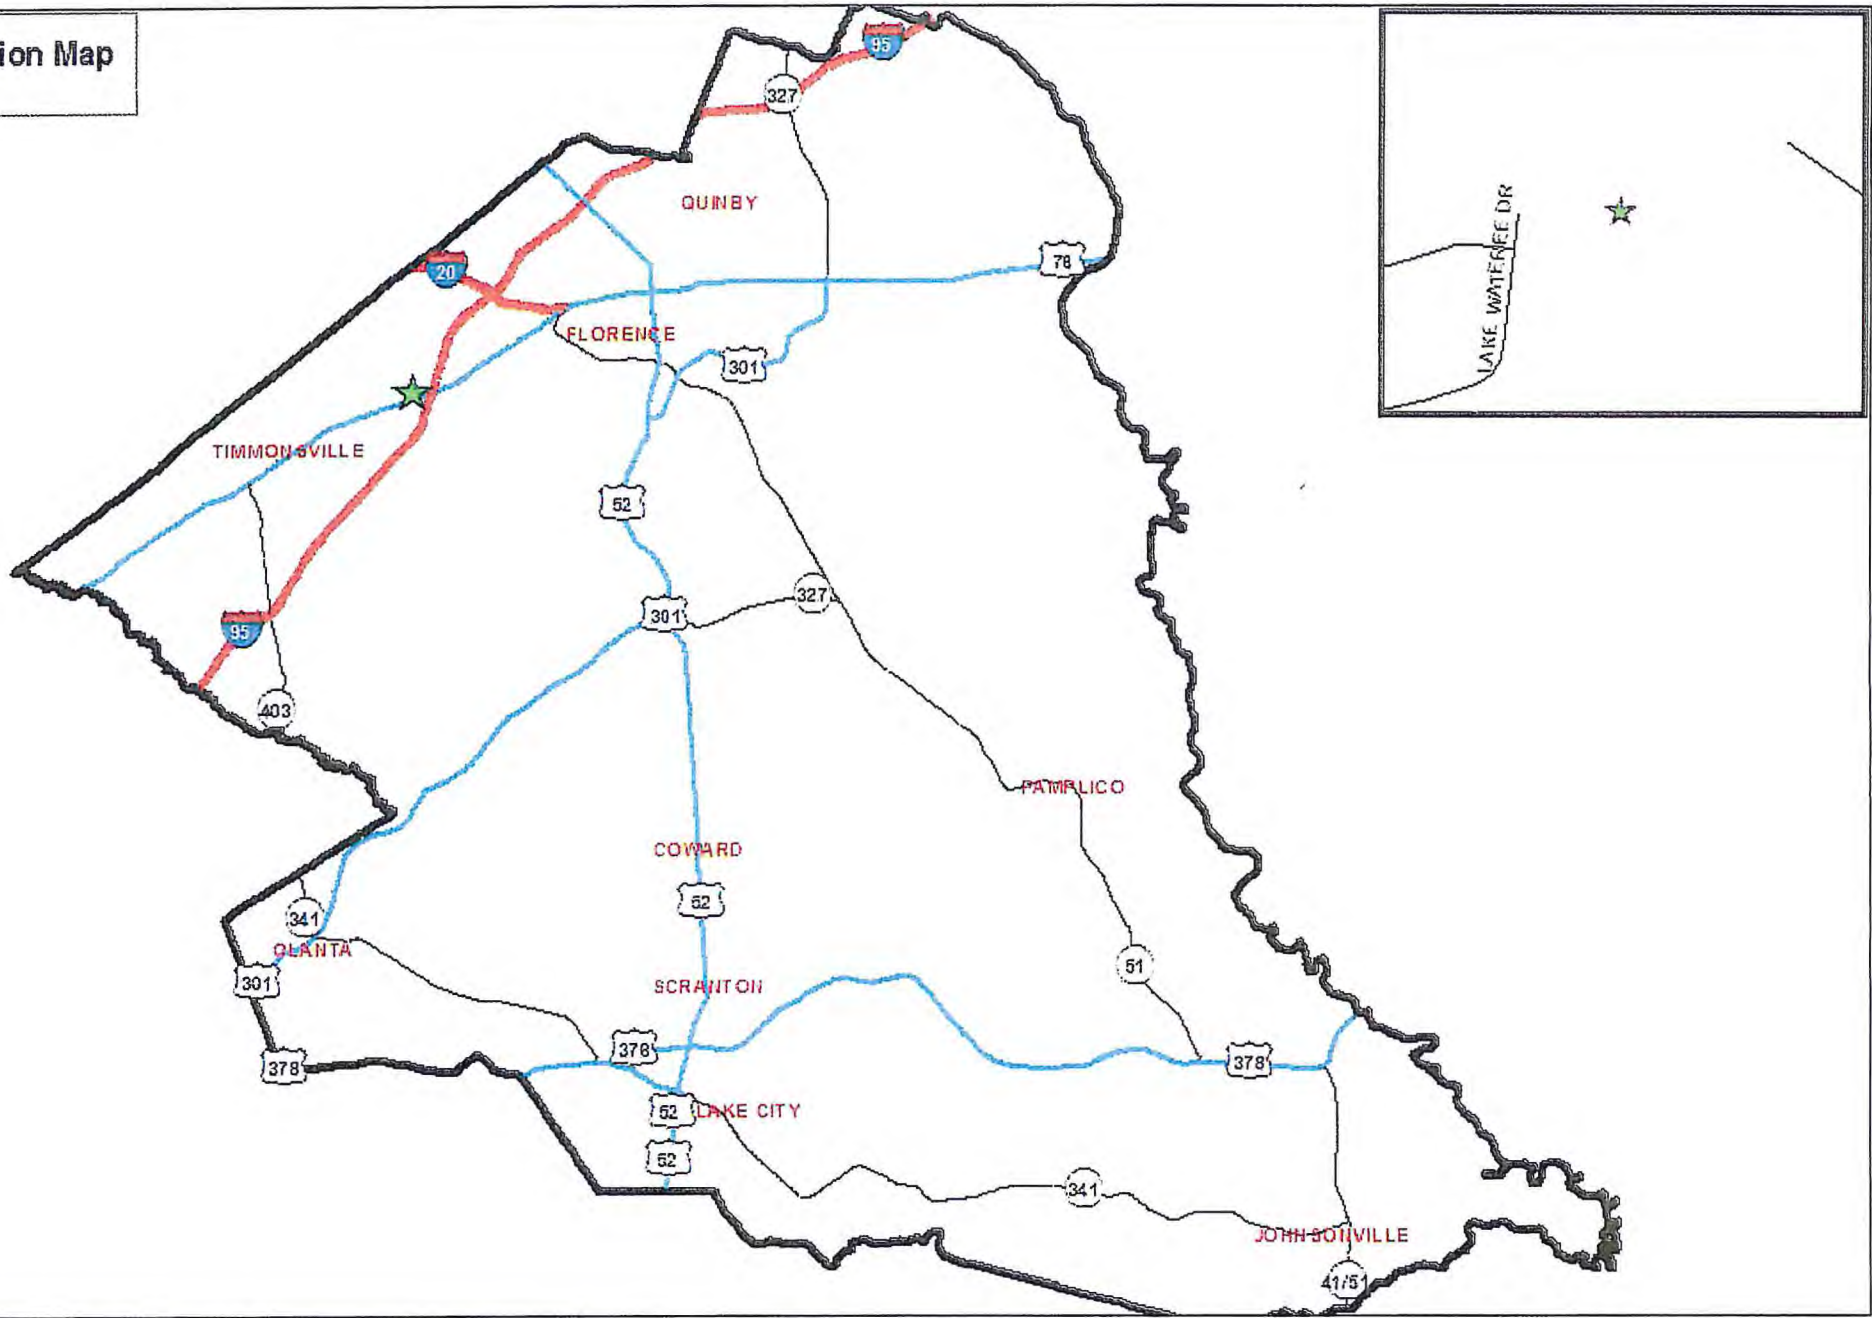 ion Map
95
327
QUINBY
20
78
FLORENCE
301
TIMMONSVILLE
52
327
301
95
403
PAMPLICO
COWARD
52
341
OLANTA
51
301
SCRANTON
378
378
378
52
LAKE CITY
52
341
JOHNSONVILLE
41/51
LAKE WATEREE DR